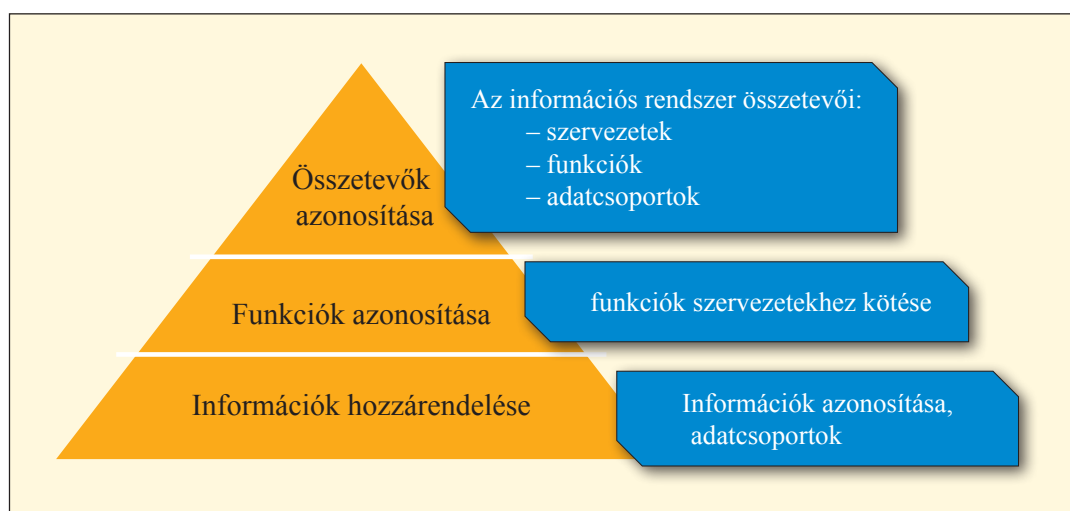 Összetevők
azonosítása
Az információs rendszer összetevői:
– szervezetek
– funkciók
– adatcsoportok
Funkciók azonosítása
funkciók szervezetekhez kötése
Információk hozzárendelése
Információk azonosítása,
adatcsoportok